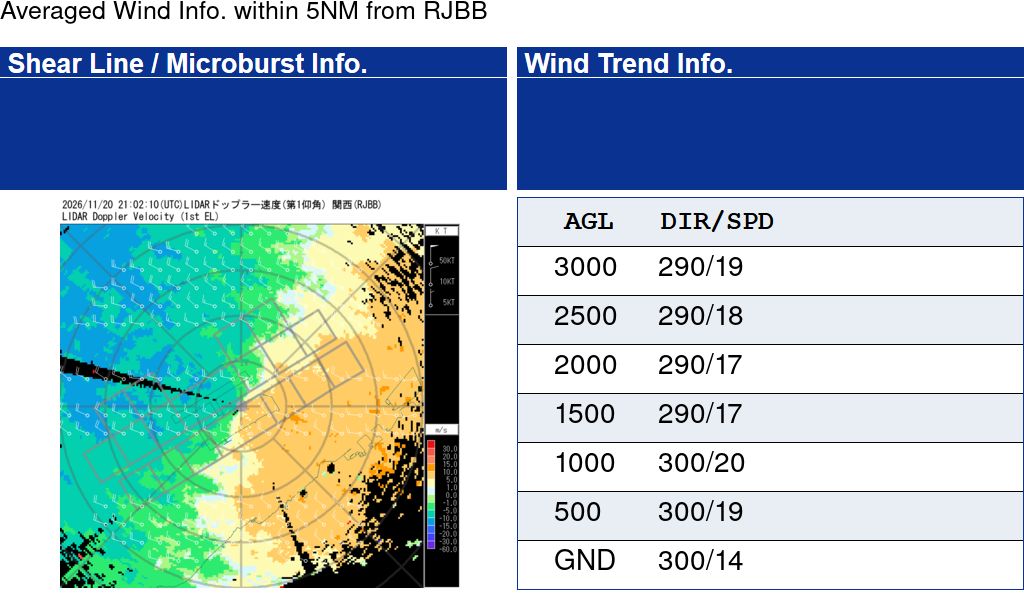 Averaged Wind Info. within 5NM from RJBB
Shear Line / Microburst Info.
Wind Trend Info.
2026/11/20 21:02:10(UTC)LIDARドップラー速度(第1仰角) 関西(RJBB)
LIDAR Doppler Velocity (1st EL)
KT
50KT
10KT
5KT
m/s
30.0
20.0
15.0
10.0
5.0
1.0
0.0
-1.0
-5.0
-10.0
-15.0
-20.0
-30.0
-60.0
AGL DIR/SPD
3000 290/19
2500 290/18
2000 290/17
1500 290/17
1000 300/20
500 300/19
GND 300/14